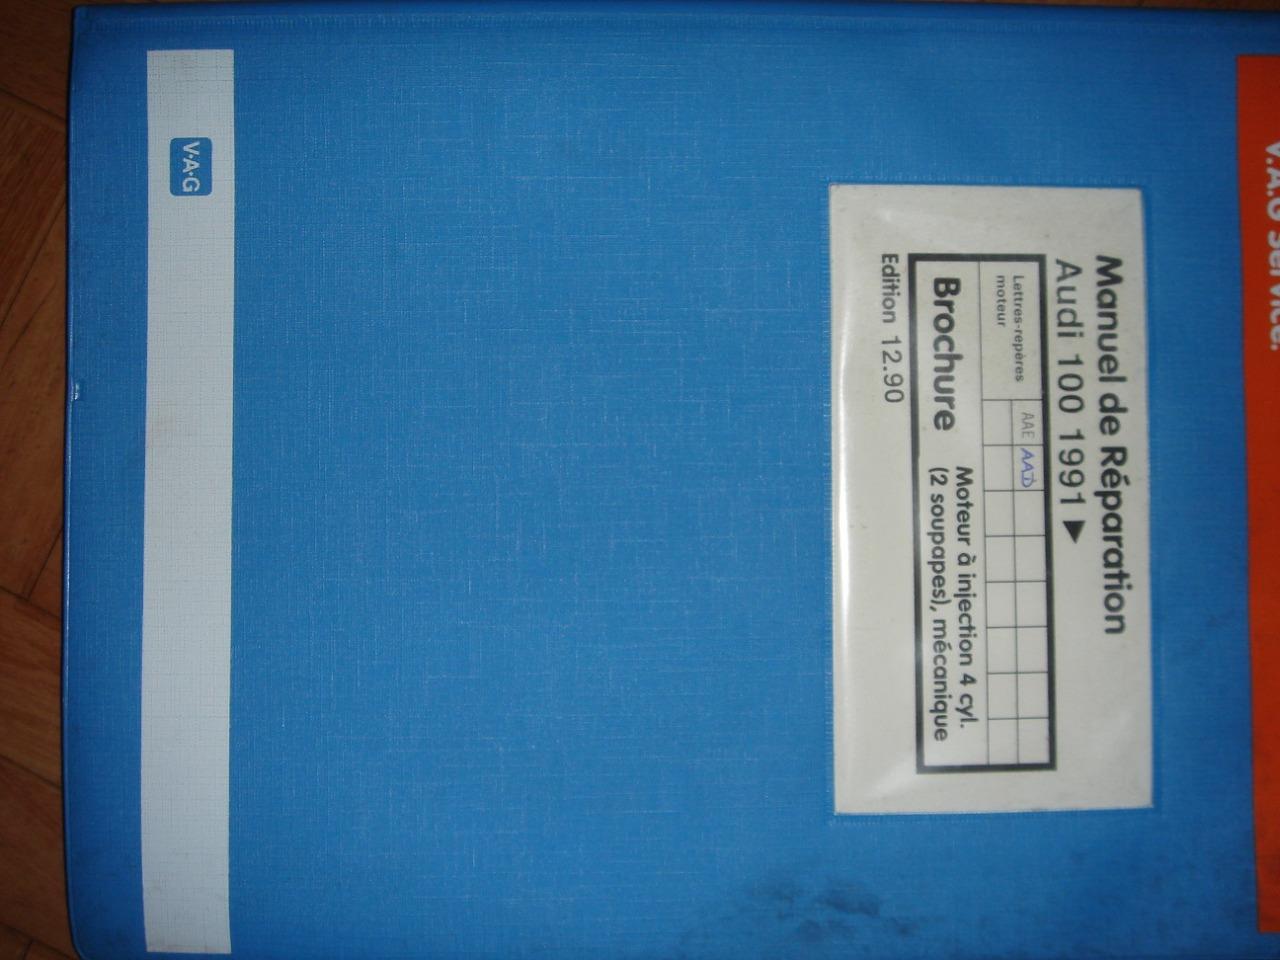 V.A.G Service.
Manuel de Réparation
Audi 100 1991 ▶
Lettres-repères
moteur
AAE AAD
Brochure
Moteur à injection 4 cyl.
(2 soupapes), mécanique
Edition 12.90
V·A·G